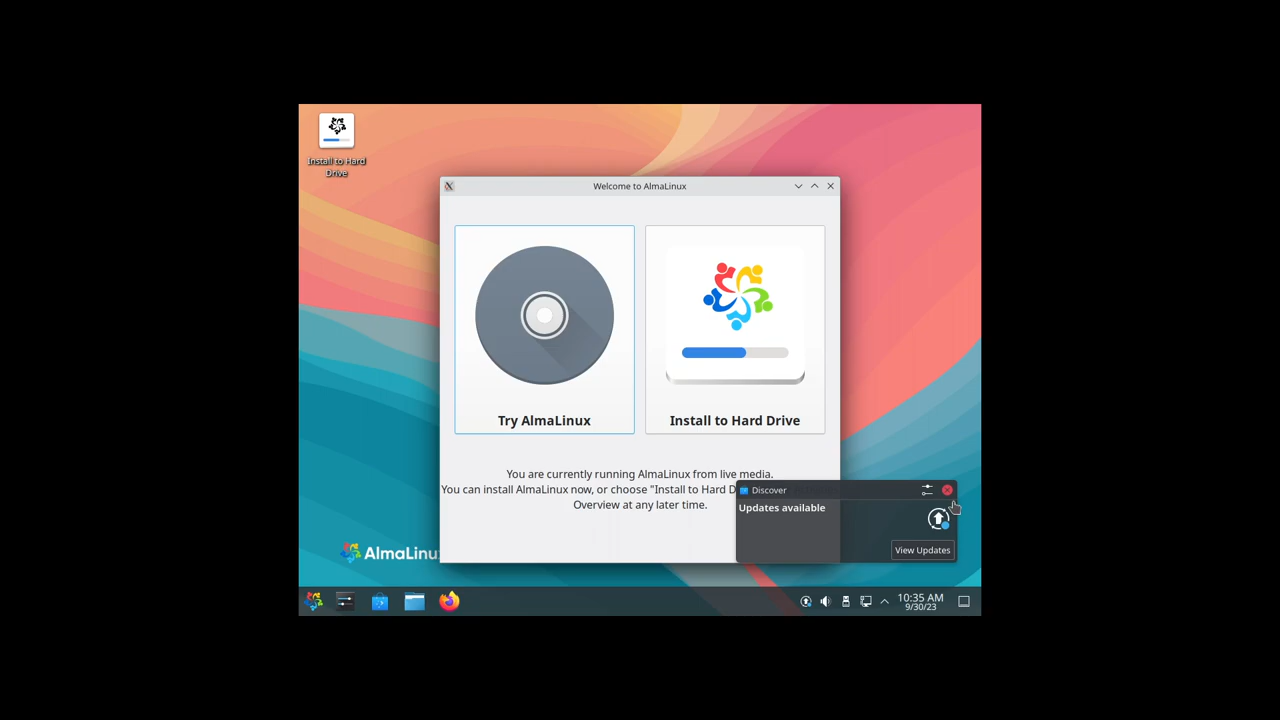 Install to Hard
Drive
Welcome to AlmaLinux
Try AlmaLinux
Install to Hard Drive
You are currently running AlmaLinux from live media.
You can install AlmaLinux now, or choose "Install to Hard D
Overview at any later time.
Discover
Updates available
View Updates
AlmaLinu
10:35 AM
9/30/23